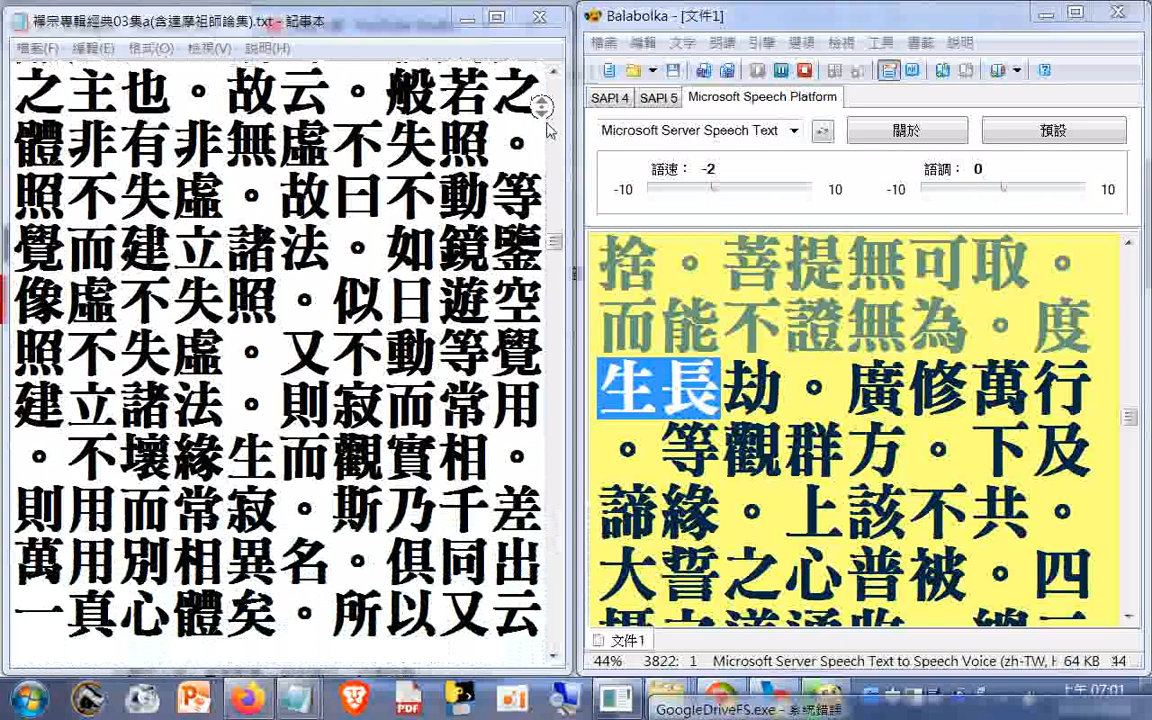 禪宗專輯經典03集a(含達摩祖師論集).txt - 記事本
檔案(F) 編輯(E) 格式(O) 檢視(V) 說明(H)
之主也。故云。般若之
體非有非無虛不失照。
照不失虛。故曰不動等
覺而建立諸法。如鏡鑒
像虛不失照。似日遊空
照不失虛。又不動等覺
建立諸法。則寂而常用
。不壞緣生而觀實相。
則用而常寂。斯乃千差
萬用別相異名。俱同出
一真心體矣。所以又云
Balabolka - [文件1]
檔案 編輯 文字 朗讀 引擎 選項 檢視 工具 書籤 說明
SAPI 4 SAPI 5 Microsoft Speech Platform
Microsoft Server Speech Text 關於 預設
語速： -2 語調： 0
-10 10 -10 10
捨。菩提無可取。
而能不證無為。度
生長劫。廣修萬行
。等觀群方。下及
諦緣。上該不共。
大誓之心普被。四
文件1
44% 3822: 1 Microsoft Server Speech Text to Speech Voice (zh-TW, H 64 KB 44
上午 07:01
GoogleDriveFS.exe - 系統錯誤